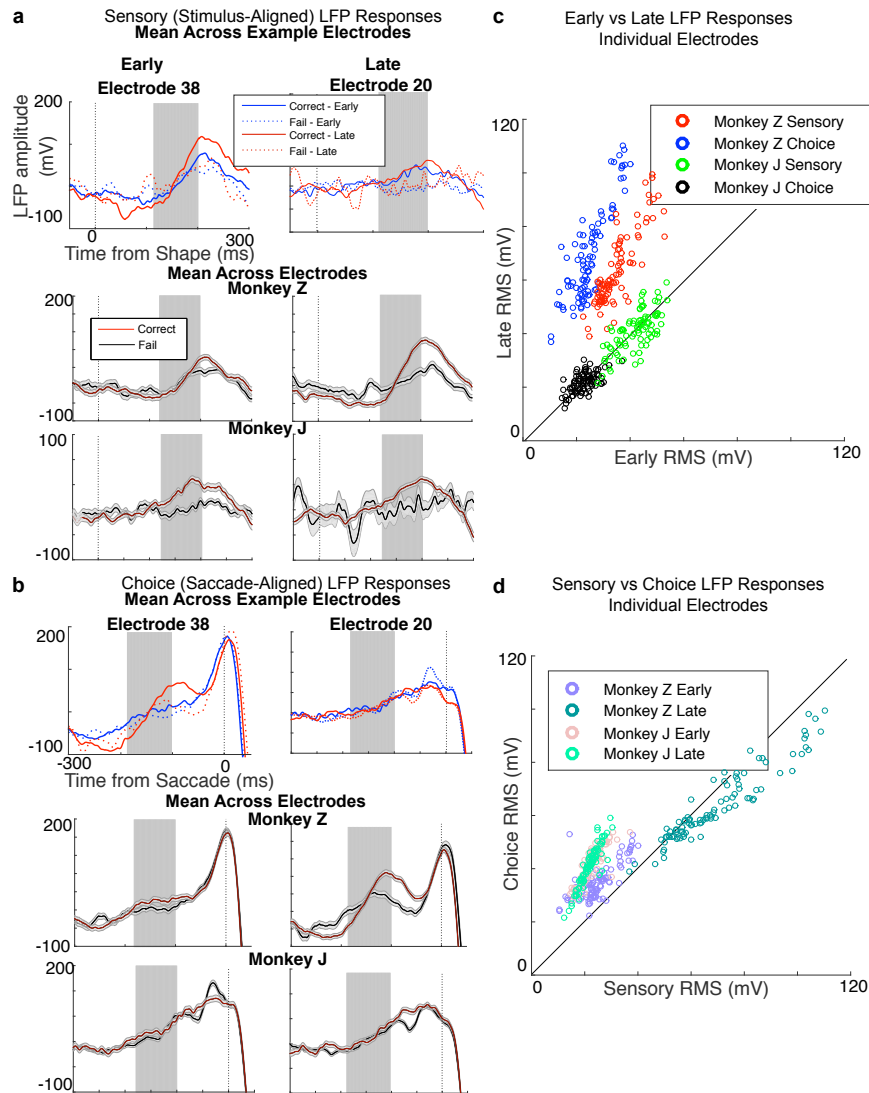 a
Sensory (Stimulus-Aligned) LFP Responses
Mean Across Example Electrodes
Early
Late
Electrode 38
Electrode 20
200
-100
LFP amplitude
(mV)
Correct - Early
Fail - Early
Correct - Late
Fail - Late
0
300
Time from Shape (ms)
Mean Across Electrodes
Monkey Z
200
-100
Correct
Fail
Monkey J
100
-100
b
Choice (Saccade-Aligned) LFP Responses
Mean Across Example Electrodes
Electrode 38
Electrode 20
200
-100
-300
0
Time from Saccade (ms)
Mean Across Electrodes
Monkey Z
200
-100
Monkey J
200
-100
c
Early vs Late LFP Responses
Individual Electrodes
120
Monkey Z Sensory
Monkey Z Choice
Monkey J Sensory
Monkey J Choice
Late RMS (mV)
0
0
120
Early RMS (mV)
d
Sensory vs Choice LFP Responses
Individual Electrodes
120
Monkey Z Early
Monkey Z Late
Monkey J Early
Monkey J Late
Choice RMS (mV)
0
0
120
Sensory RMS (mV)